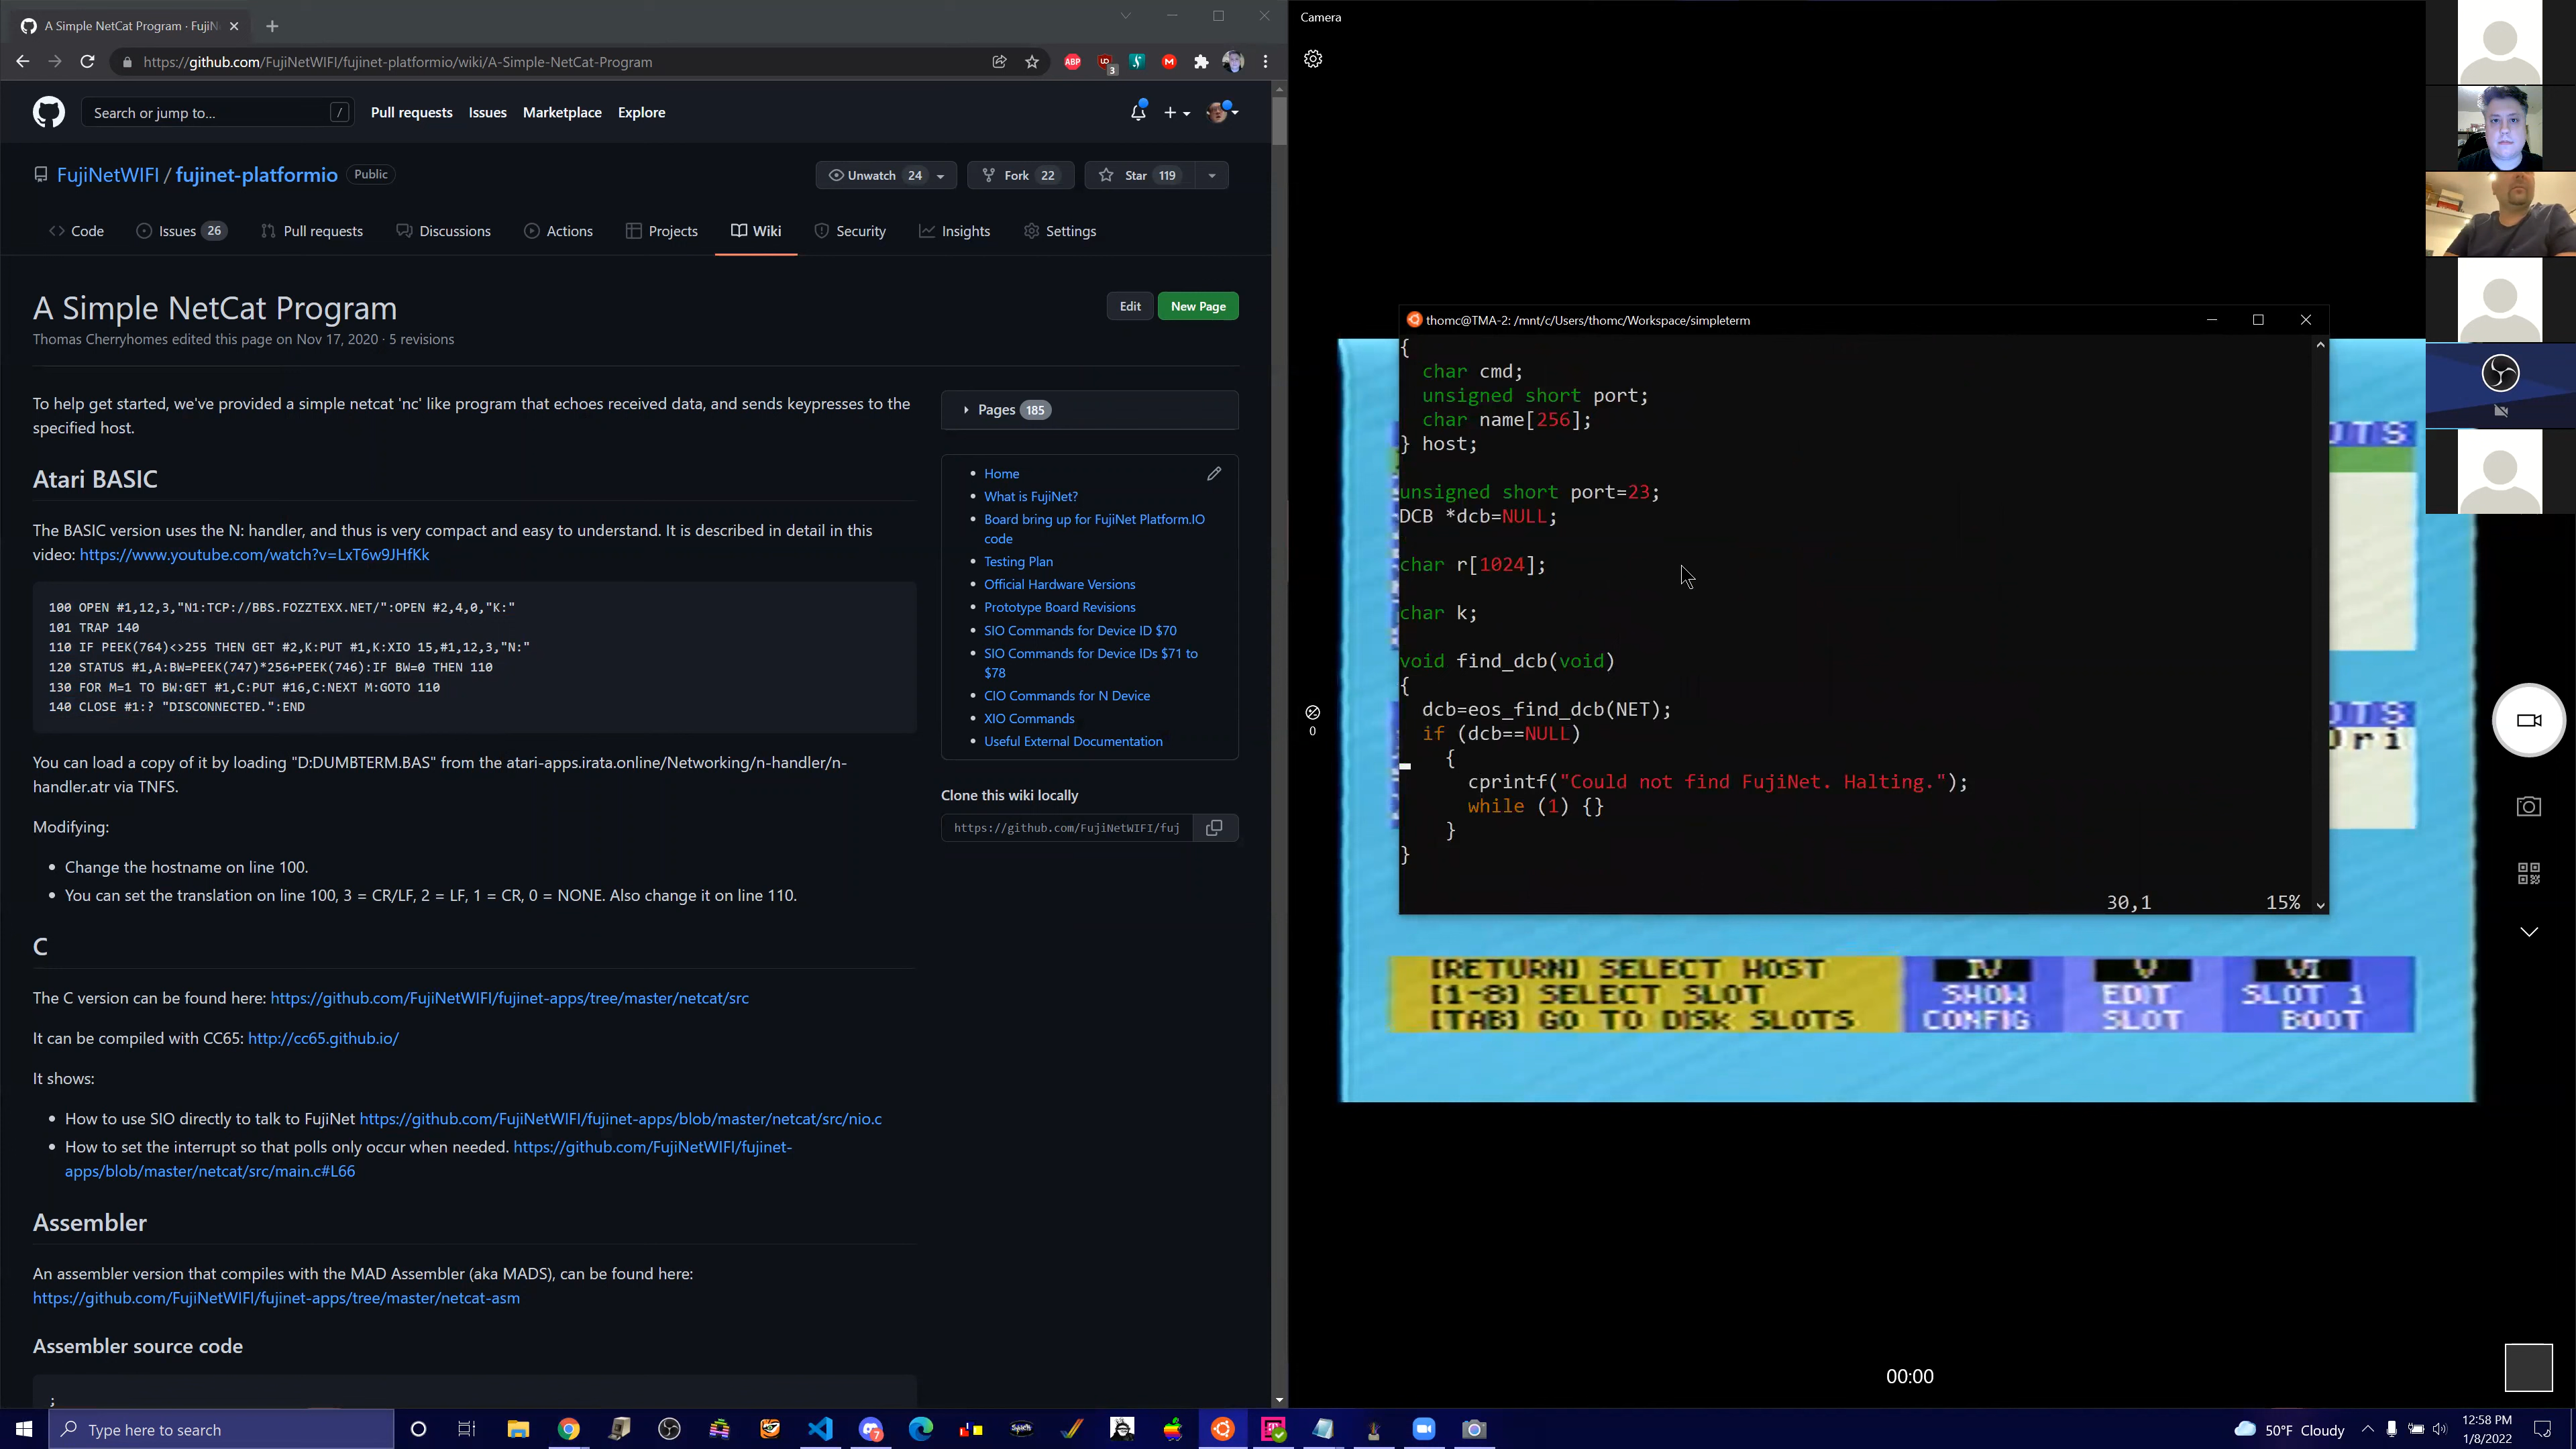 A Simple NetCat Program · FujiN
https://github.com/FujiNetWIFI/fujinet-platformio/wiki/A-Simple-NetCat-Program
ABP
3
Search or jump to...
/
Pull requests
Issues
Marketplace
Explore
FujiNetWIFI / fujinet-platformio
Public
Unwatch 24
Fork 22
Star 119
Code
Issues 26
Pull requests
Discussions
Actions
Projects
Wiki
Security
Insights
Settings
A Simple NetCat Program
Edit
New Page
Thomas Cherryhomes edited this page on Nov 17, 2020 · 5 revisions
To help get started, we've provided a simple netcat 'nc' like program that echoes received data, and sends keypresses to the
specified host.
Atari BASIC
The BASIC version uses the N: handler, and thus is very compact and easy to understand. It is described in detail in this
video: https://www.youtube.com/watch?v=LxT6w9JHfKk
100 OPEN #1,12,3,"N1:TCP://BBS.FOZZTEXX.NET/":OPEN #2,4,0,"K:"
101 TRAP 140
110 IF PEEK(764)<>255 THEN GET #2,K:PUT #1,K:XIO 15,#1,12,3,"N:"
120 STATUS #1,A:BW=PEEK(747)*256+PEEK(746):IF BW=0 THEN 110
130 FOR M=1 TO BW:GET #1,C:PUT #16,C:NEXT M:GOTO 110
140 CLOSE #1:? "DISCONNECTED.":END
You can load a copy of it by loading "D:DUMBTERM.BAS" from the atari-apps.irata.online/Networking/n-handler/n-
handler.atr via TNFS.
Modifying:
• Change the hostname on line 100.
• You can set the translation on line 100, 3 = CR/LF, 2 = LF, 1 = CR, 0 = NONE. Also change it on line 110.
C
The C version can be found here: https://github.com/FujiNetWIFI/fujinet-apps/tree/master/netcat/src
It can be compiled with CC65: http://cc65.github.io/
It shows:
• How to use SIO directly to talk to FujiNet https://github.com/FujiNetWIFI/fujinet-apps/blob/master/netcat/src/nio.c
• How to set the interrupt so that polls only occur when needed. https://github.com/FujiNetWIFI/fujinet-
apps/blob/master/netcat/src/main.c#L66
Assembler
An assembler version that compiles with the MAD Assembler (aka MADS), can be found here:
https://github.com/FujiNetWIFI/fujinet-apps/tree/master/netcat-asm
Assembler source code
;
Pages 185
• Home
• What is FujiNet?
• Board bring up for FujiNet Platform.IO
code
• Testing Plan
• Official Hardware Versions
• Prototype Board Revisions
• SIO Commands for Device ID $70
• SIO Commands for Device IDs $71 to
$78
• CIO Commands for N Device
• XIO Commands
• Useful External Documentation
Clone this wiki locally
https://github.com/FujiNetWIFI/fuj
Camera
0
thomc@TMA-2: /mnt/c/Users/thomc/Workspace/simpleterm
{
char cmd;
unsigned short port;
char name[256];
} host;
unsigned short port=23;
DCB *dcb=NULL;
char r[1024];
char k;
void find_dcb(void)
{
dcb=eos_find_dcb(NET);
if (dcb==NULL)
{
cprintf("Could not find FujiNet. Halting.");
while (1) {}
}
}
30,1
15%
OTS
OTS
Ori
[RETURN] SELECT HOST
[1-8] SELECT SLOT
[TAB] GO TO DISK SLOTS
IV
SHOW
CONFIG
V
EDIT
SLOT
VI
SLOT 1
BOOT
00:00
Type here to search
7
50°F Cloudy
12:58 PM
1/8/2022